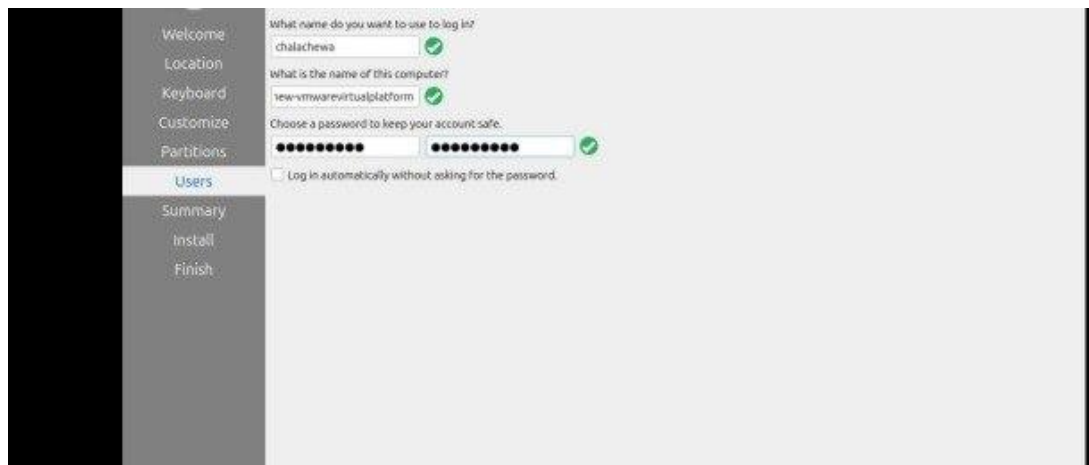 Welcome
Location
Keyboard
Customize
Partitions
Users
Summary
Install
Finish
What name do you want to use to log in?
chalachewa
What is the name of this computer?
new-vmwarevirtualplatform
Choose a password to keep your account safe.
●●●●●●●●● ●●●●●●●●●
Log in automatically without asking for the password.